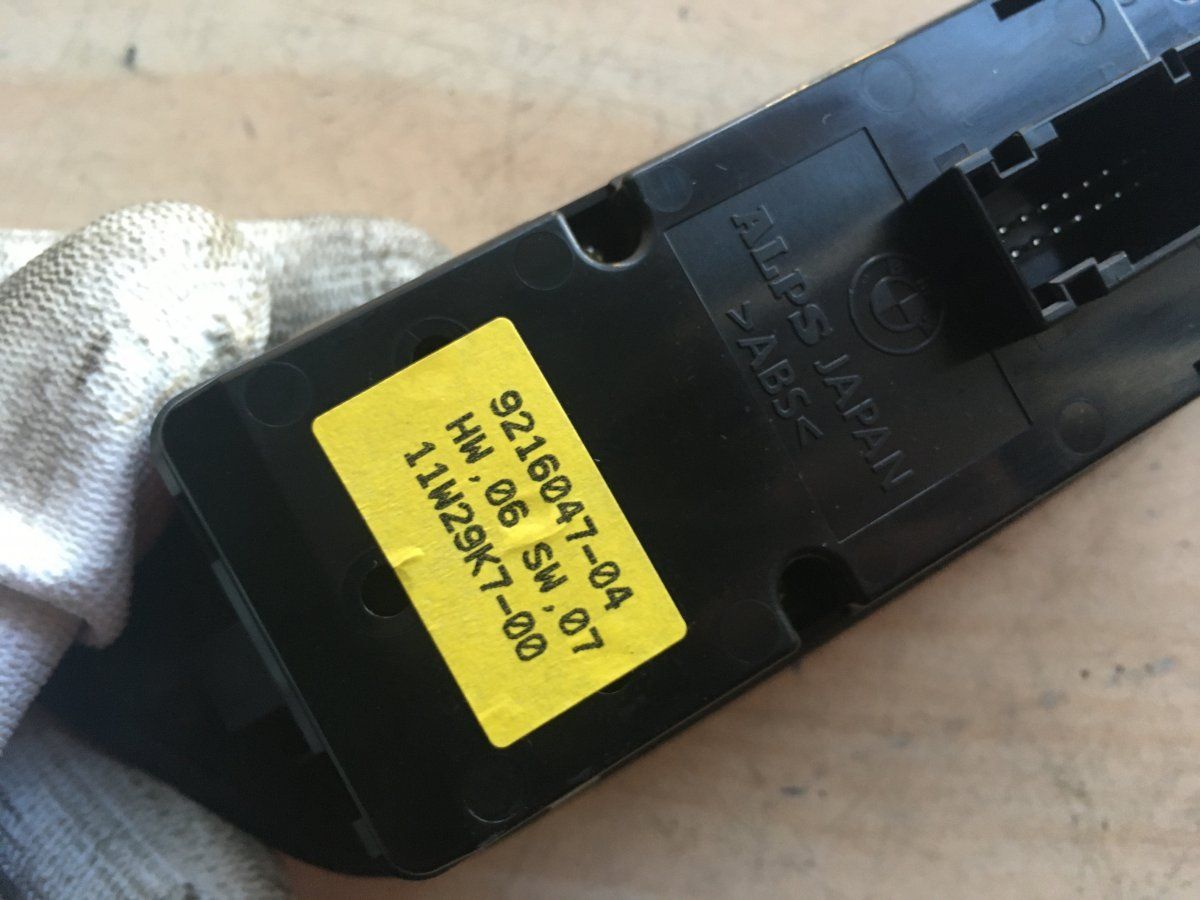 9216047-04
HW,06 SW,07
11W29K7-00
ALPS JAPAN
>ABS<